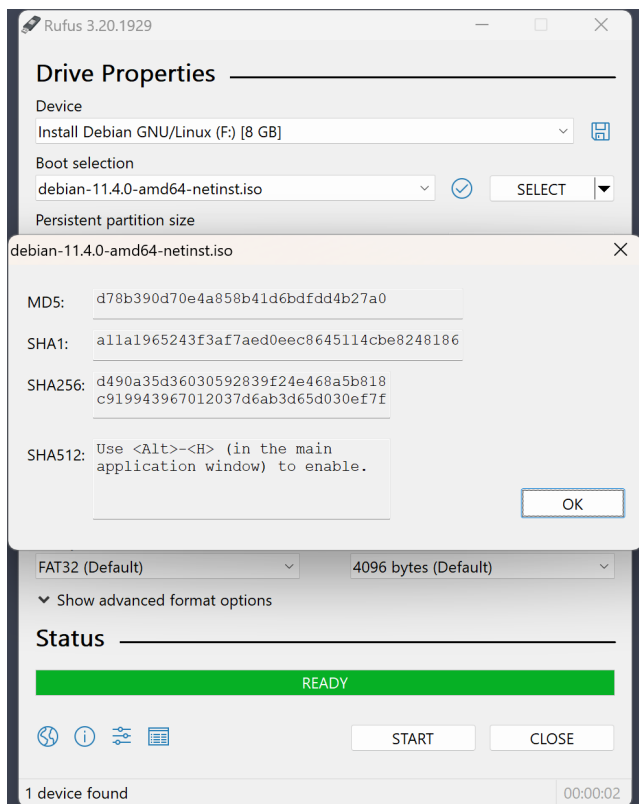 Rufus 3.20.1929
Drive Properties
Device
Install Debian GNU/Linux (F:) [8 GB]
Boot selection
debian-11.4.0-amd64-netinst.iso
SELECT
Persistent partition size
debian-11.4.0-amd64-netinst.iso
MD5:
d78b390d70e4a858b41d6bdfdd4b27a0
SHA1:
a11a1965243f3af7aed0eec8645114cbe8248186
SHA256:
d490a35d36030592839f24e468a5b818
c919943967012037d6ab3d65d030ef7f
SHA512:
Use <Alt>-<H> (in the main
application window) to enable.
OK
FAT32 (Default)
4096 bytes (Default)
Show advanced format options
Status
READY
START
CLOSE
1 device found
00:00:02